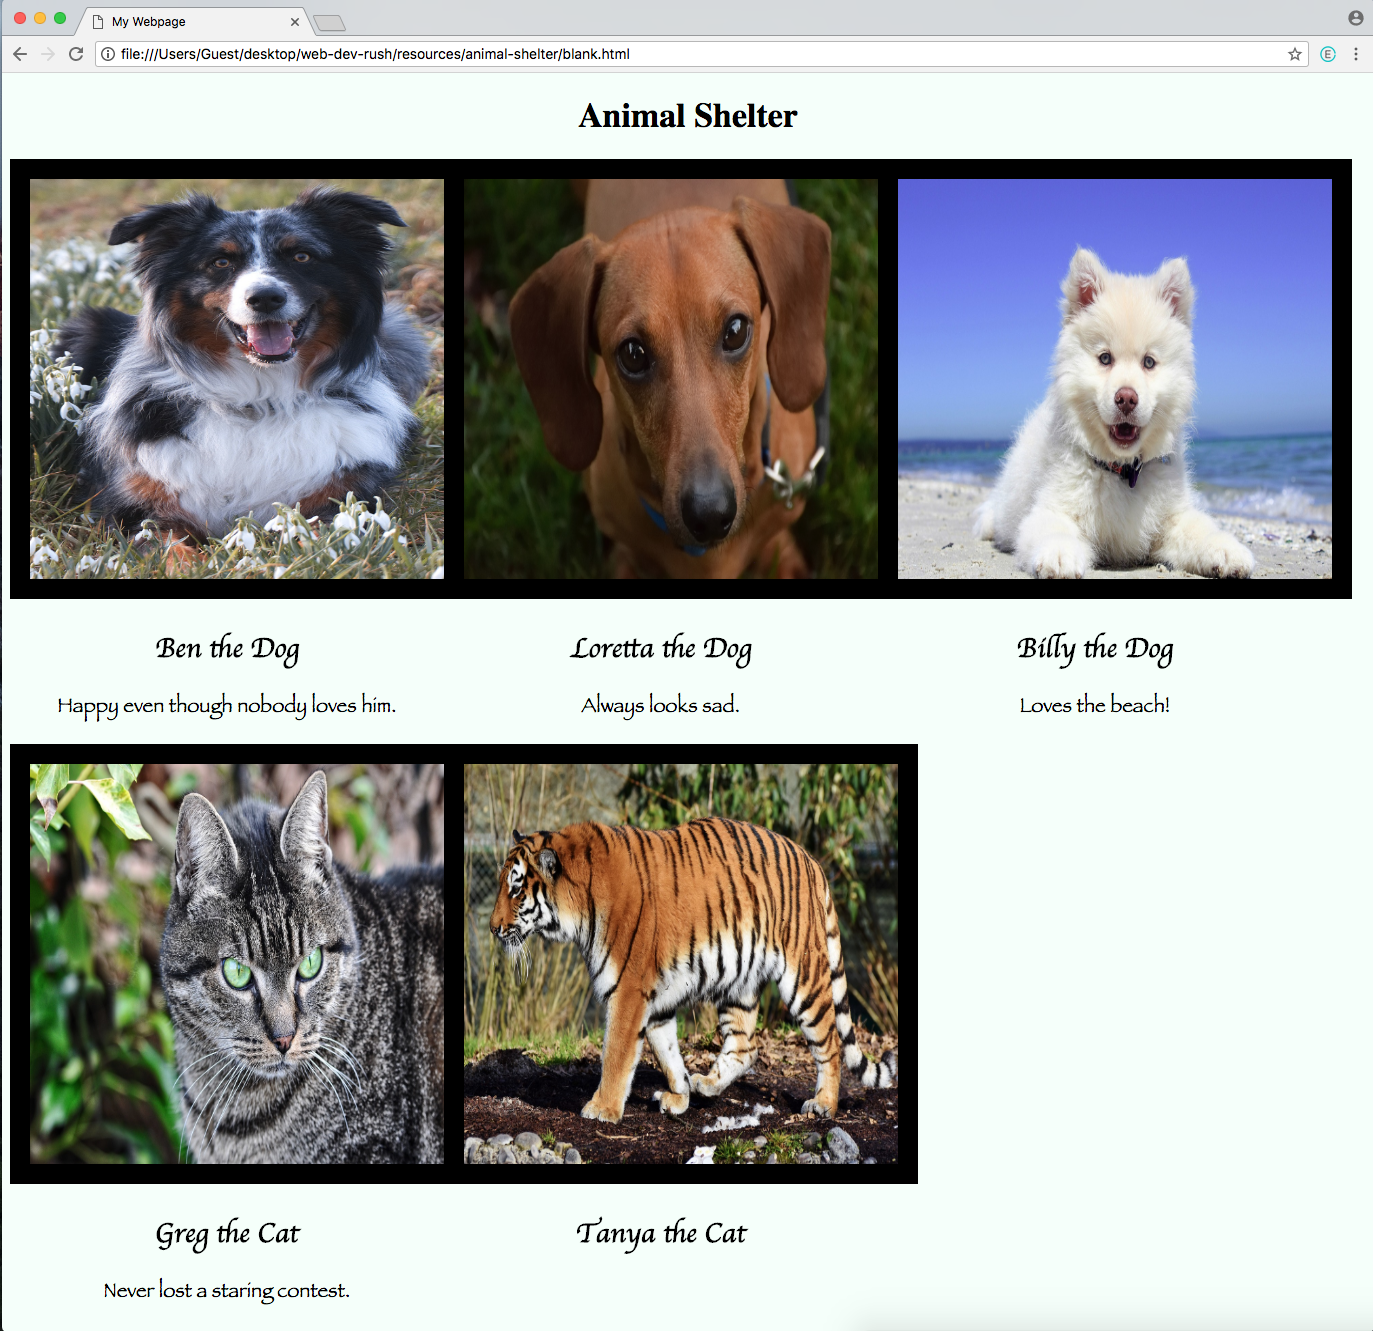 My Webpage
file:///Users/Guest/desktop/web-dev-rush/resources/animal-shelter/blank.html
E
Animal Shelter
Ben the Dog
Loretta the Dog
Billy the Dog
Happy even though nobody loves him.
Always looks sad.
Loves the beach!
Greg the Cat
Tanya the Cat
Never lost a staring contest.